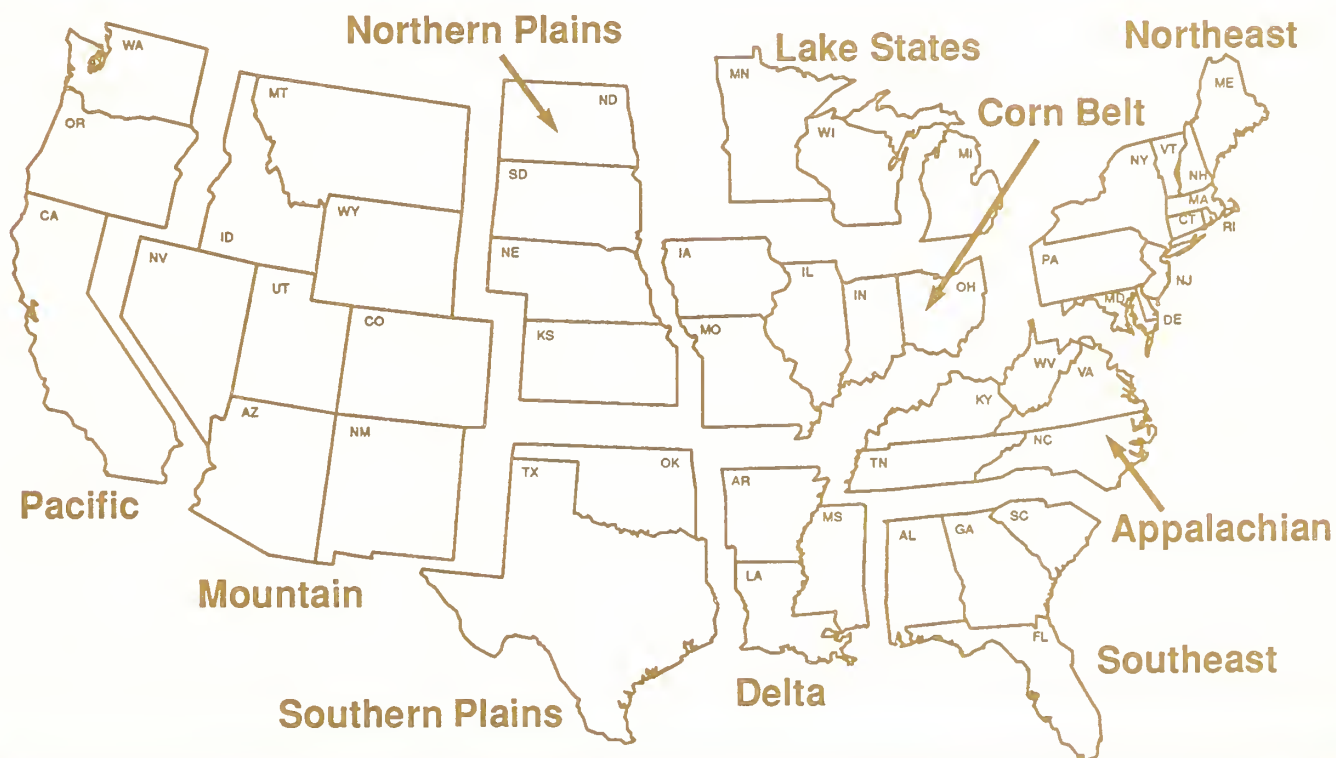 Northern Plains
Lake States
Northeast
Corn Belt
WA
MT
ND
MN
ME
OR
WI
MI
NY
VT
NH
SD
MA
CA
WY
CT
RI
ID
NV
NE
IA
IL
PA
UT
IN
OH
NJ
MD
CO
DE
KS
MO
WV
VA
KY
AZ
NM
NC
TN
OK
TX
AR
Pacific
MS
SC
AL
GA
Appalachian
LA
Mountain
FL
Southeast
Delta
Southern Plains